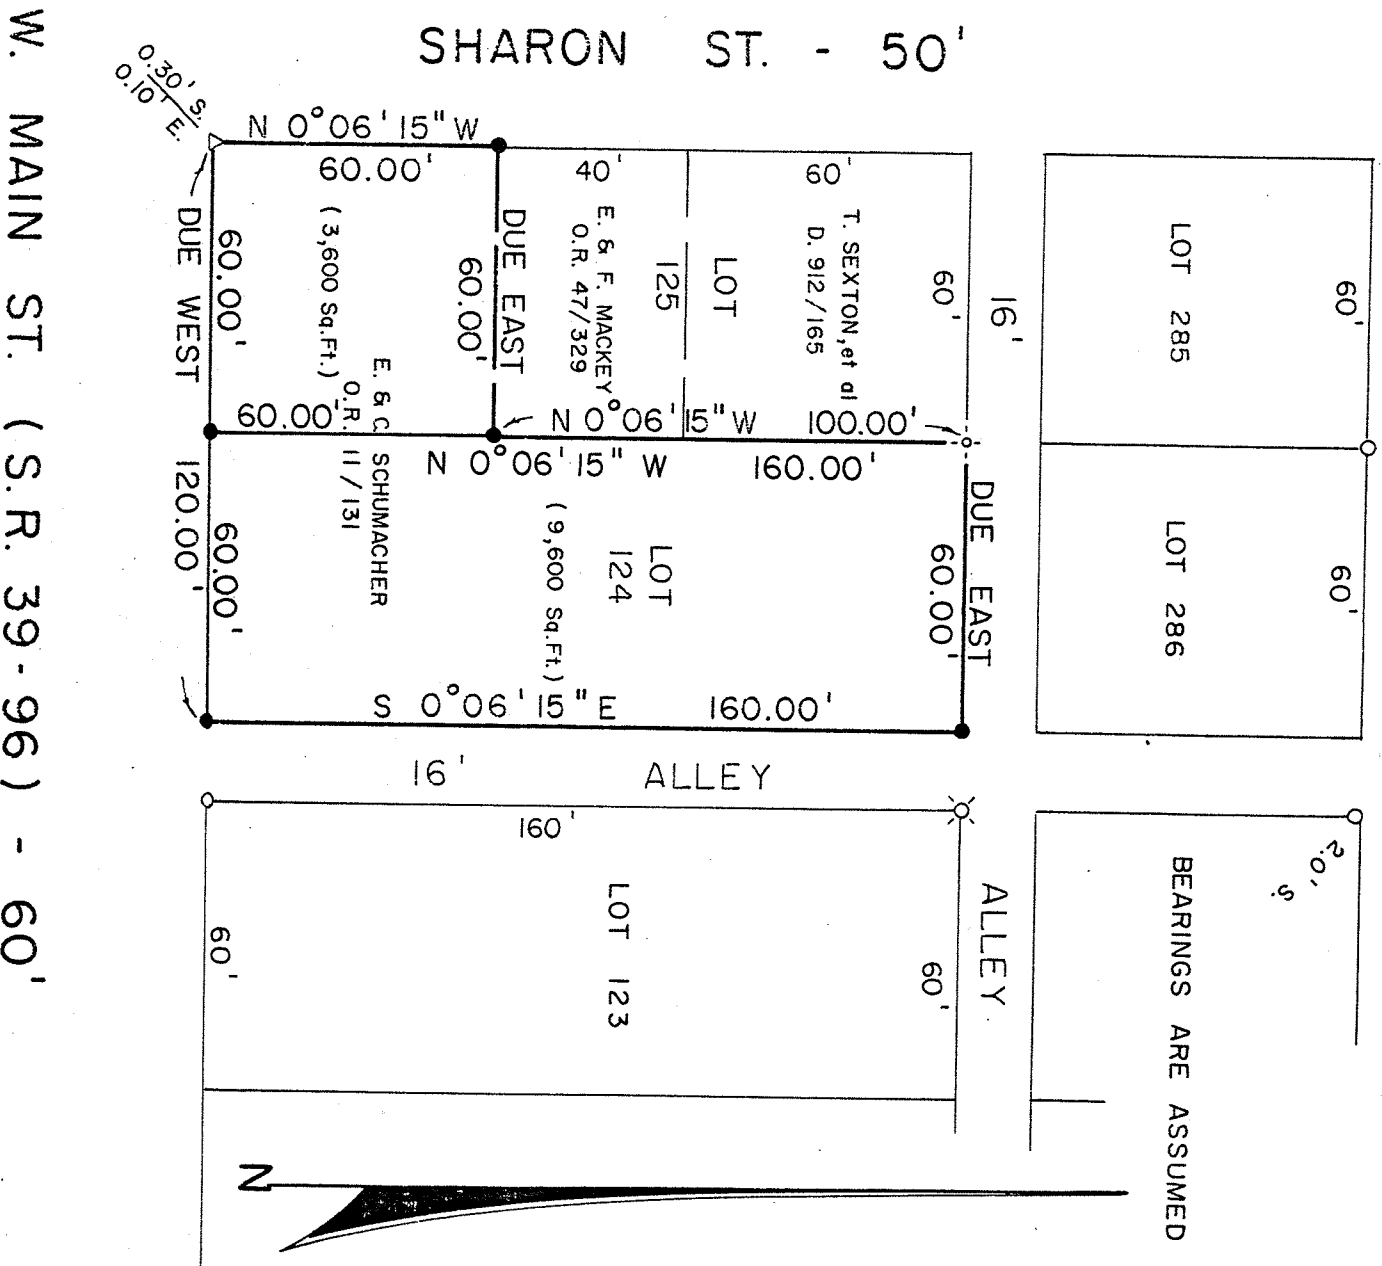 SHARON ST. - 50'
W. MAIN ST. (S.R. 39-96) - 60'
0.30' S.
0.10' E.
N 0°06'15" W
60.00'
40'
60'
DUE WEST
60.00'
(3,600 Sq.Ft.)
DUE EAST
60.00'
E. & F. MACKEY
O.R. 47/329
LOT
125
T. SEXTON, et al
D. 912/165
60'
16'
LOT 285
60'
60.00'
E. & C. SCHUMACHER
O.R. 11/131
N 0°06'15" W
100.00'
N 0°06'15" W
160.00'
120.00'
60.00'
LOT
124
(9,600 Sq.Ft.)
DUE EAST
60.00'
LOT 286
60'
S 0°06'15" E
160.00'
16' ALLEY
160'
LOT 123
60'
60'
ALLEY
2.0' S.
BEARINGS ARE ASSUMED
N